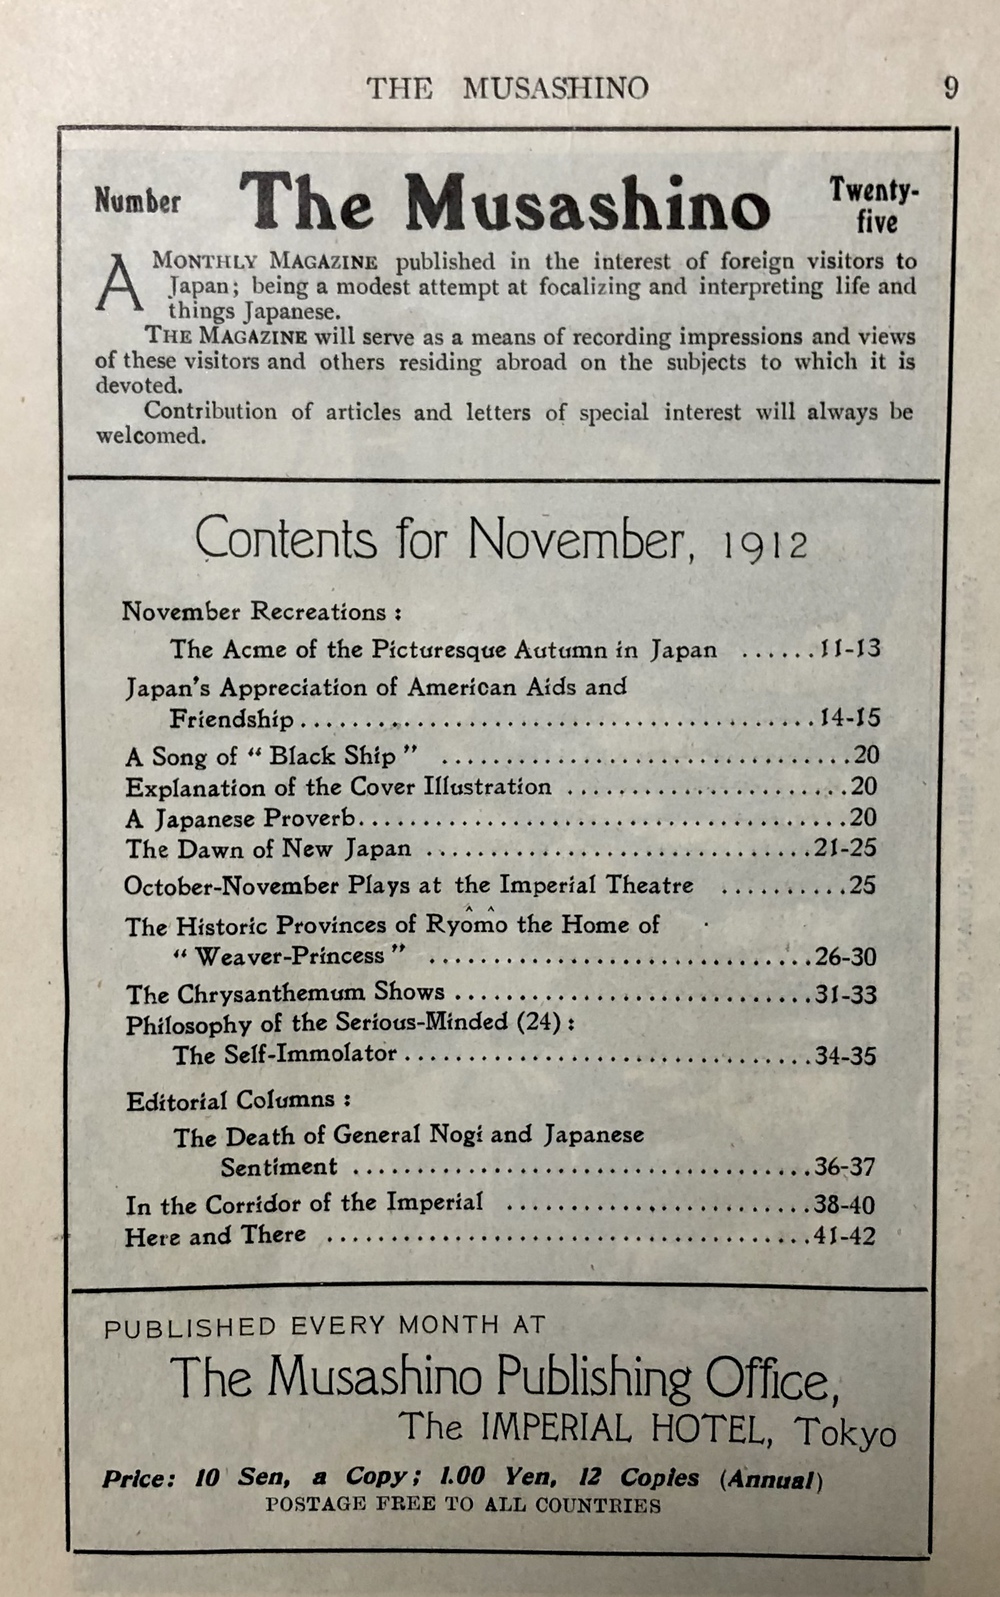 THE MUSASHINO 9
Number The Musashino Twenty-
five
A MONTHLY MAGAZINE published in the interest of foreign visitors to
Japan; being a modest attempt at focalizing and interpreting life and
things Japanese.
THE MAGAZINE will serve as a means of recording impressions and views
of these visitors and others residing abroad on the subjects to which it is
devoted.
Contribution of articles and letters of special interest will always be
welcomed.
Contents for November, 1912
November Recreations :
The Acme of the Picturesque Autumn in Japan ......11-13
Japan's Appreciation of American Aids and
Friendship..........................................14-15
A Song of “ Black Ship ” .................................20
Explanation of the Cover Illustration ......................20
A Japanese Proverb........................................20
The Dawn of New Japan ...............................21-25
October-November Plays at the Imperial Theatre ..........25
The Historic Provinces of Ryômô the Home of
“ Weaver-Princess ” ...............................26-30
The Chrysanthemum Shows .............................31-33
Philosophy of the Serious-Minded (24) :
The Self-Immolator.................................34-35
Editorial Columns :
The Death of General Nogi and Japanese
Sentiment .....................................36-37
In the Corridor of the Imperial .........................38-40
Here and There .......................................41-42
PUBLISHED EVERY MONTH AT
The Musashino Publishing Office,
The IMPERIAL HOTEL, Tokyo
Price: 10 Sen, a Copy; 1.00 Yen, 12 Copies (Annual)
POSTAGE FREE TO ALL COUNTRIES